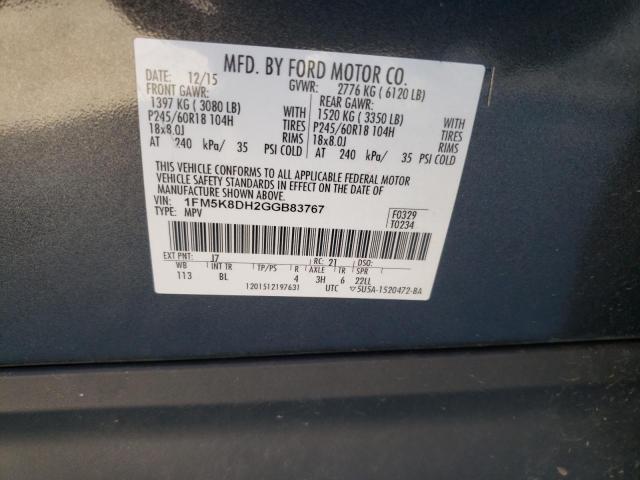 MFD. BY FORD MOTOR CO.
DATE: 12/15 GVWR: 2776 KG ( 6120 LB)
FRONT GAWR: REAR GAWR:
1397 KG ( 3080 LB) WITH 1520 KG ( 3350 LB) WITH
P245/60R18 104H TIRES P245/60R18 104H TIRES
18x8.0J RIMS 18x8.0J RIMS
AT 240 kPa/ 35 PSI COLD AT 240 kPa/ 35 PSI COLD
THIS VEHICLE CONFORMS TO ALL APPLICABLE FEDERAL MOTOR
VEHICLE SAFETY STANDARDS IN EFFECT ON THE DATE OF
MANUFACTURE SHOWN ABOVE.
VIN: 1FM5K8DH2GGB83767
TYPE: MPV
F0329
T0234
EXT PNT: J7 RC: 21 DSO:
WB INT TR TP/PS R AXLE TR SPR
113 BL 4 3H 6 22LL
1201512197631 UTC ▽5U5A-1520472-BA